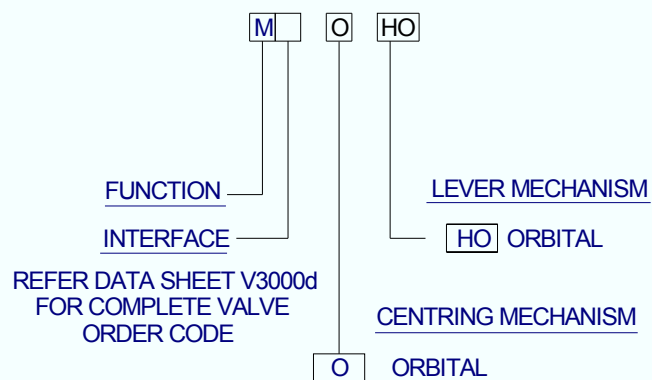 M O HO
FUNCTION
LEVER MECHANISM
INTERFACE
HO ORBITAL
REFER DATA SHEET V3000d
FOR COMPLETE VALVE
ORDER CODE
CENTRING MECHANISM
O ORBITAL